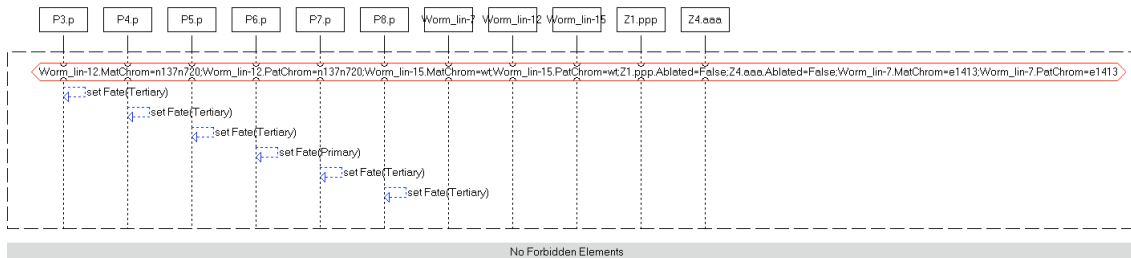 P3.p P4.p P5.p P6.p P7.p P8.p Worm_lin-7 Worm_lin-12 Worm_lin-15 Z1.ppp Z4.aaa
Worm_lin-12.MatChrom=n137n720;Worm_lin-12.PatChrom=n137n720;Worm_lin-15.MatChrom=wt;Worm_lin-15.PatChrom=wt;Z1.ppp.Ablated=False;Z4.aaa.Ablated=False;Worm_lin-7.MatChrom=e1413;Worm_lin-7.PatChrom=e1413
set Fate(Tertiary)
set Fate(Tertiary)
set Fate(Tertiary)
set Fate(Primary)
set Fate(Tertiary)
set Fate(Tertiary)
No Forbidden Elements